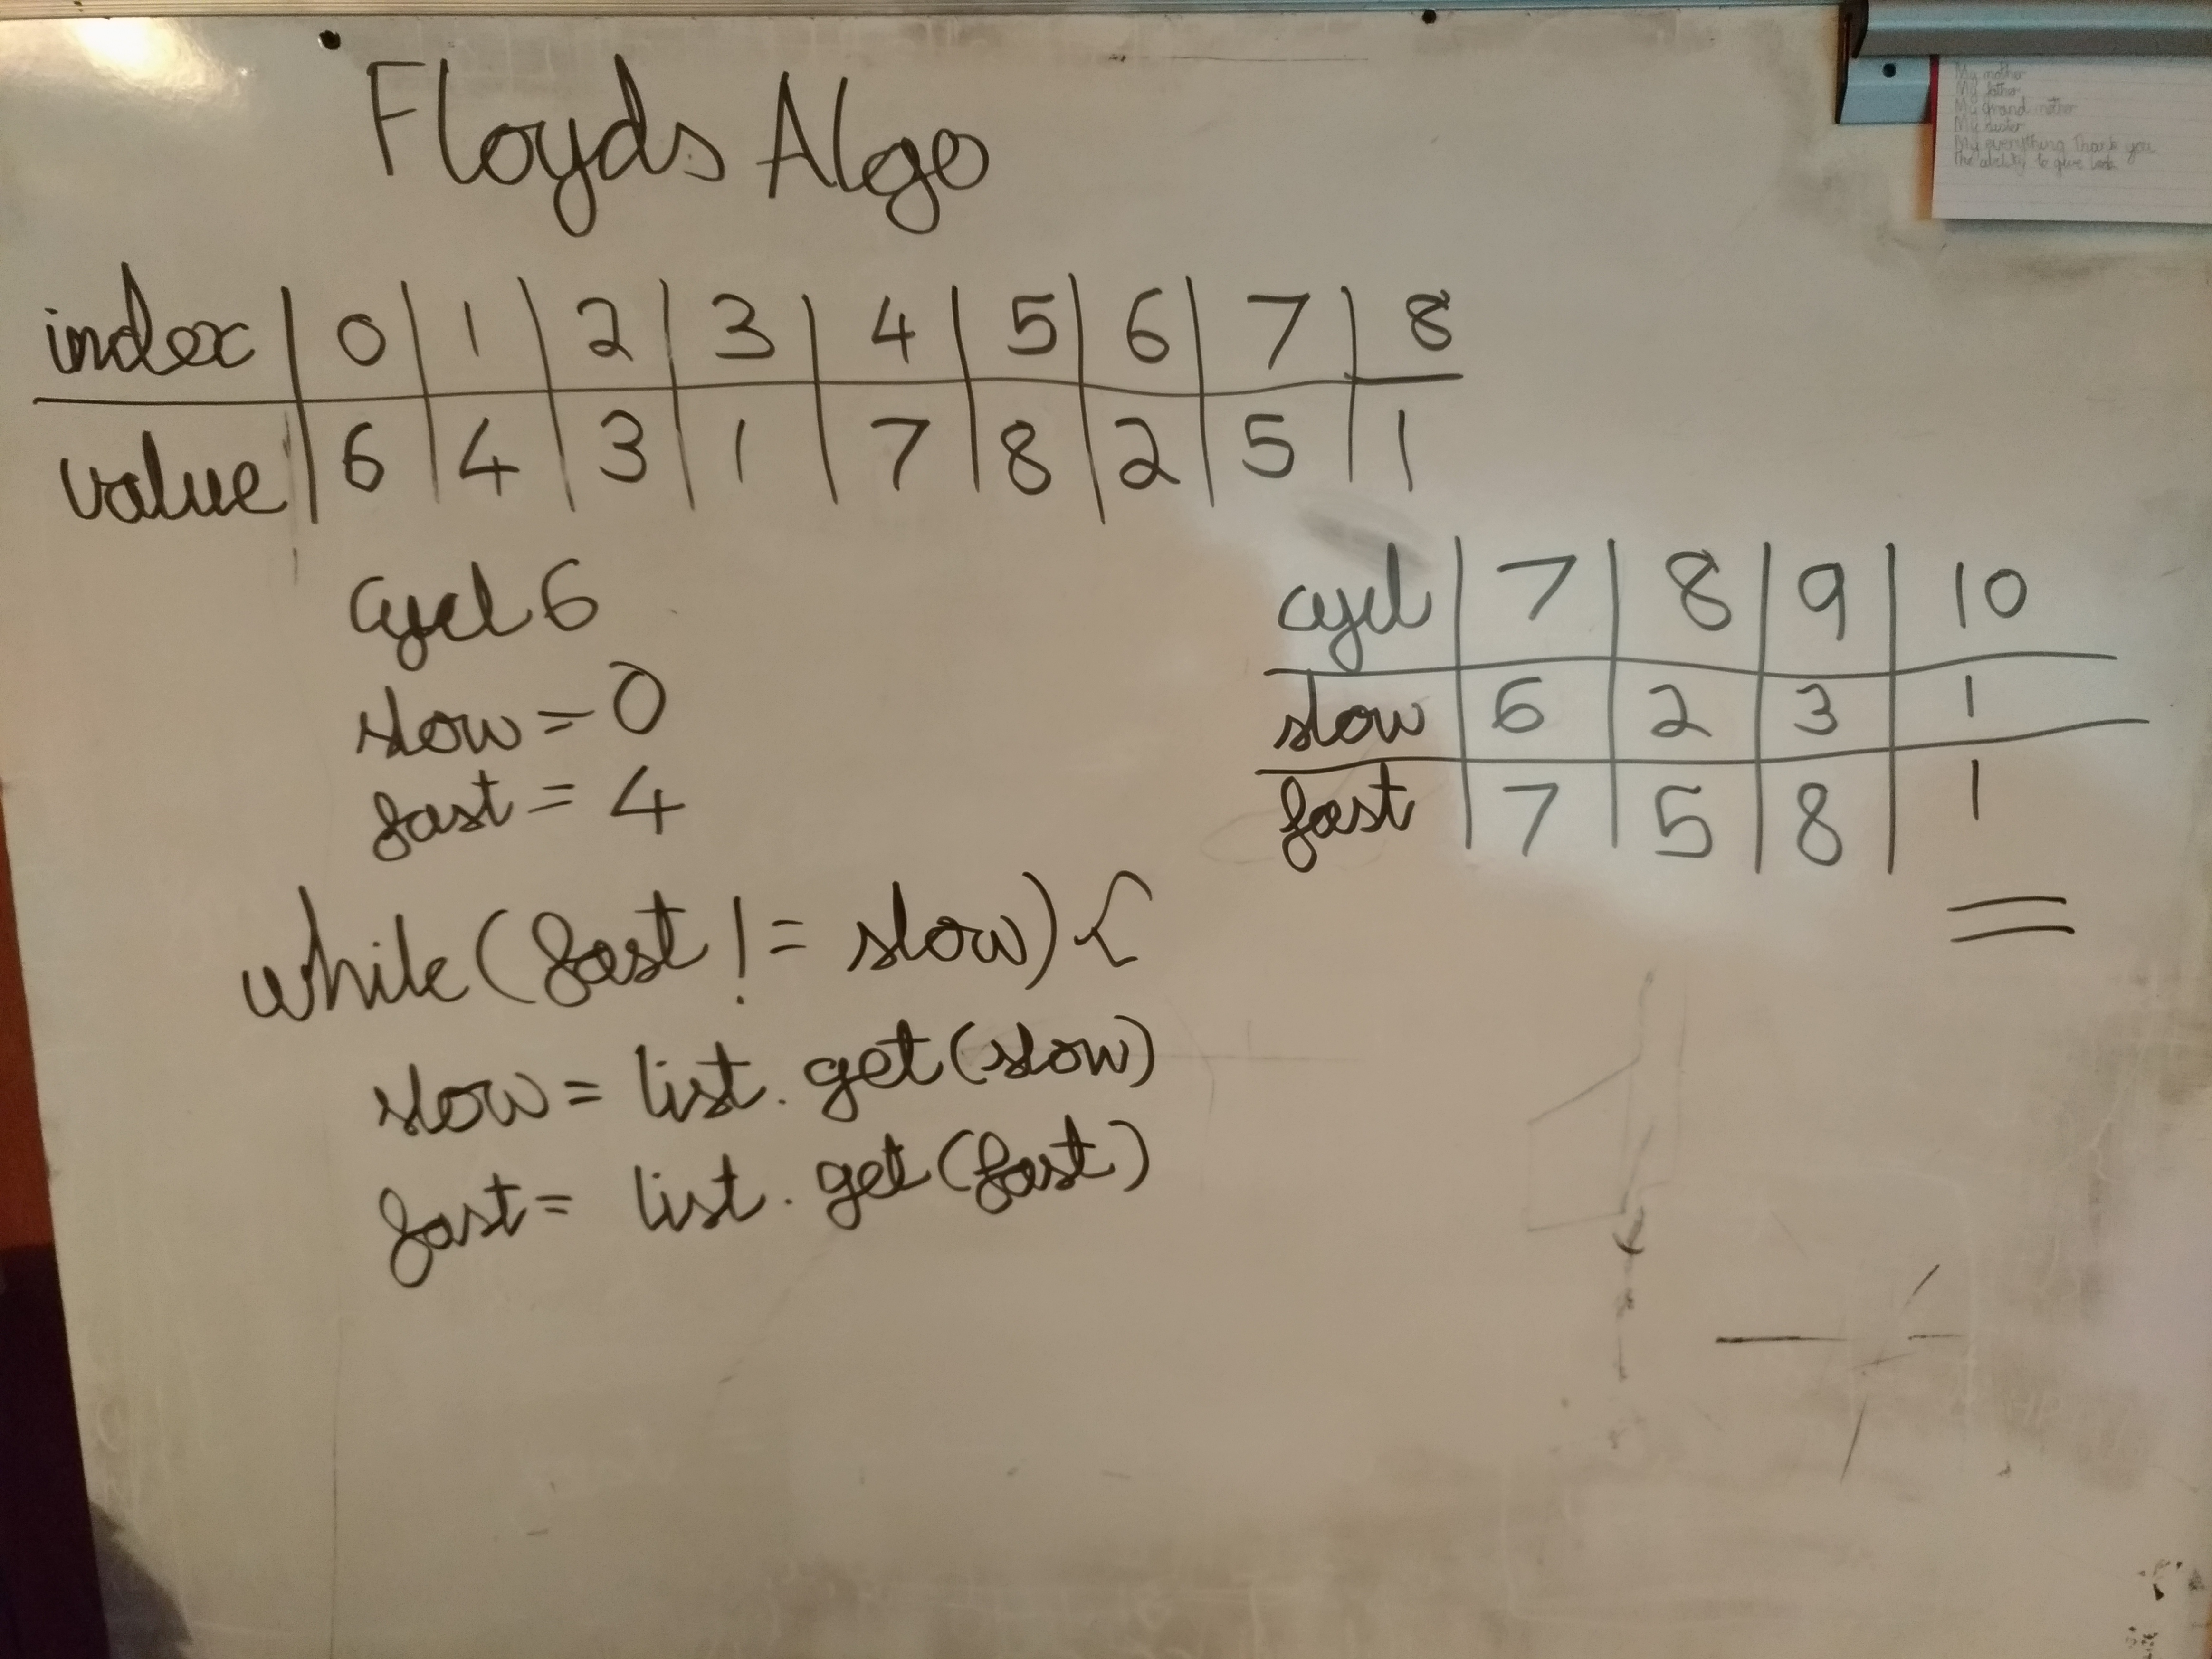 Floyds Algo
index | 0 | 1 | 2 | 3 | 4 | 5 | 6 | 7 | 8
value | 6 | 4 | 3 | 1 | 7 | 8 | 2 | 5 | 1
cycl 6
slow = 0
fast = 4
while (fast != slow) {
slow = list. get (slow)
fast = list. get (fast)
cycl | 7 | 8 | 9 | 10
slow | 6 | 2 | 3 | 1
fast | 7 | 5 | 8 | 1
My mother
My father
My grand mother
My sister
My everything Thank you
the ability to give